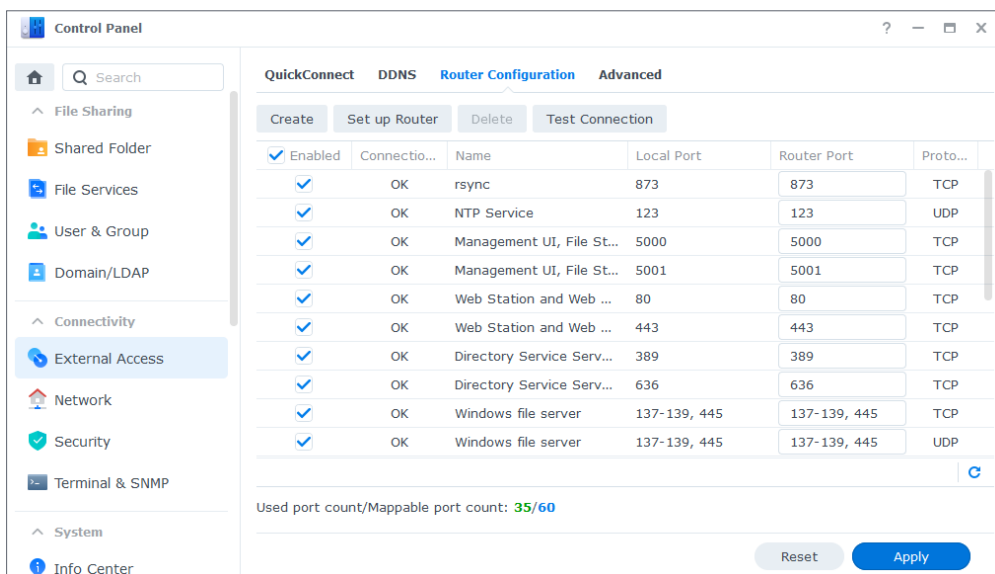 Control Panel
?
Search
File Sharing
Shared Folder
File Services
User & Group
Domain/LDAP
Connectivity
External Access
Network
Security
Terminal & SNMP
System
Info Center
QuickConnect DDNS Router Configuration Advanced
Create Set up Router Delete Test Connection
Enabled Connectio... Name Local Port Router Port Proto...
OK rsync 873 873 TCP
OK NTP Service 123 123 UDP
OK Management UI, File St... 5000 5000 TCP
OK Management UI, File St... 5001 5001 TCP
OK Web Station and Web ... 80 80 TCP
OK Web Station and Web ... 443 443 TCP
OK Directory Service Serv... 389 389 TCP
OK Directory Service Serv... 636 636 TCP
OK Windows file server 137-139, 445 137-139, 445 TCP
OK Windows file server 137-139, 445 137-139, 445 UDP
Used port count/Mappable port count: 35/60
Reset Apply